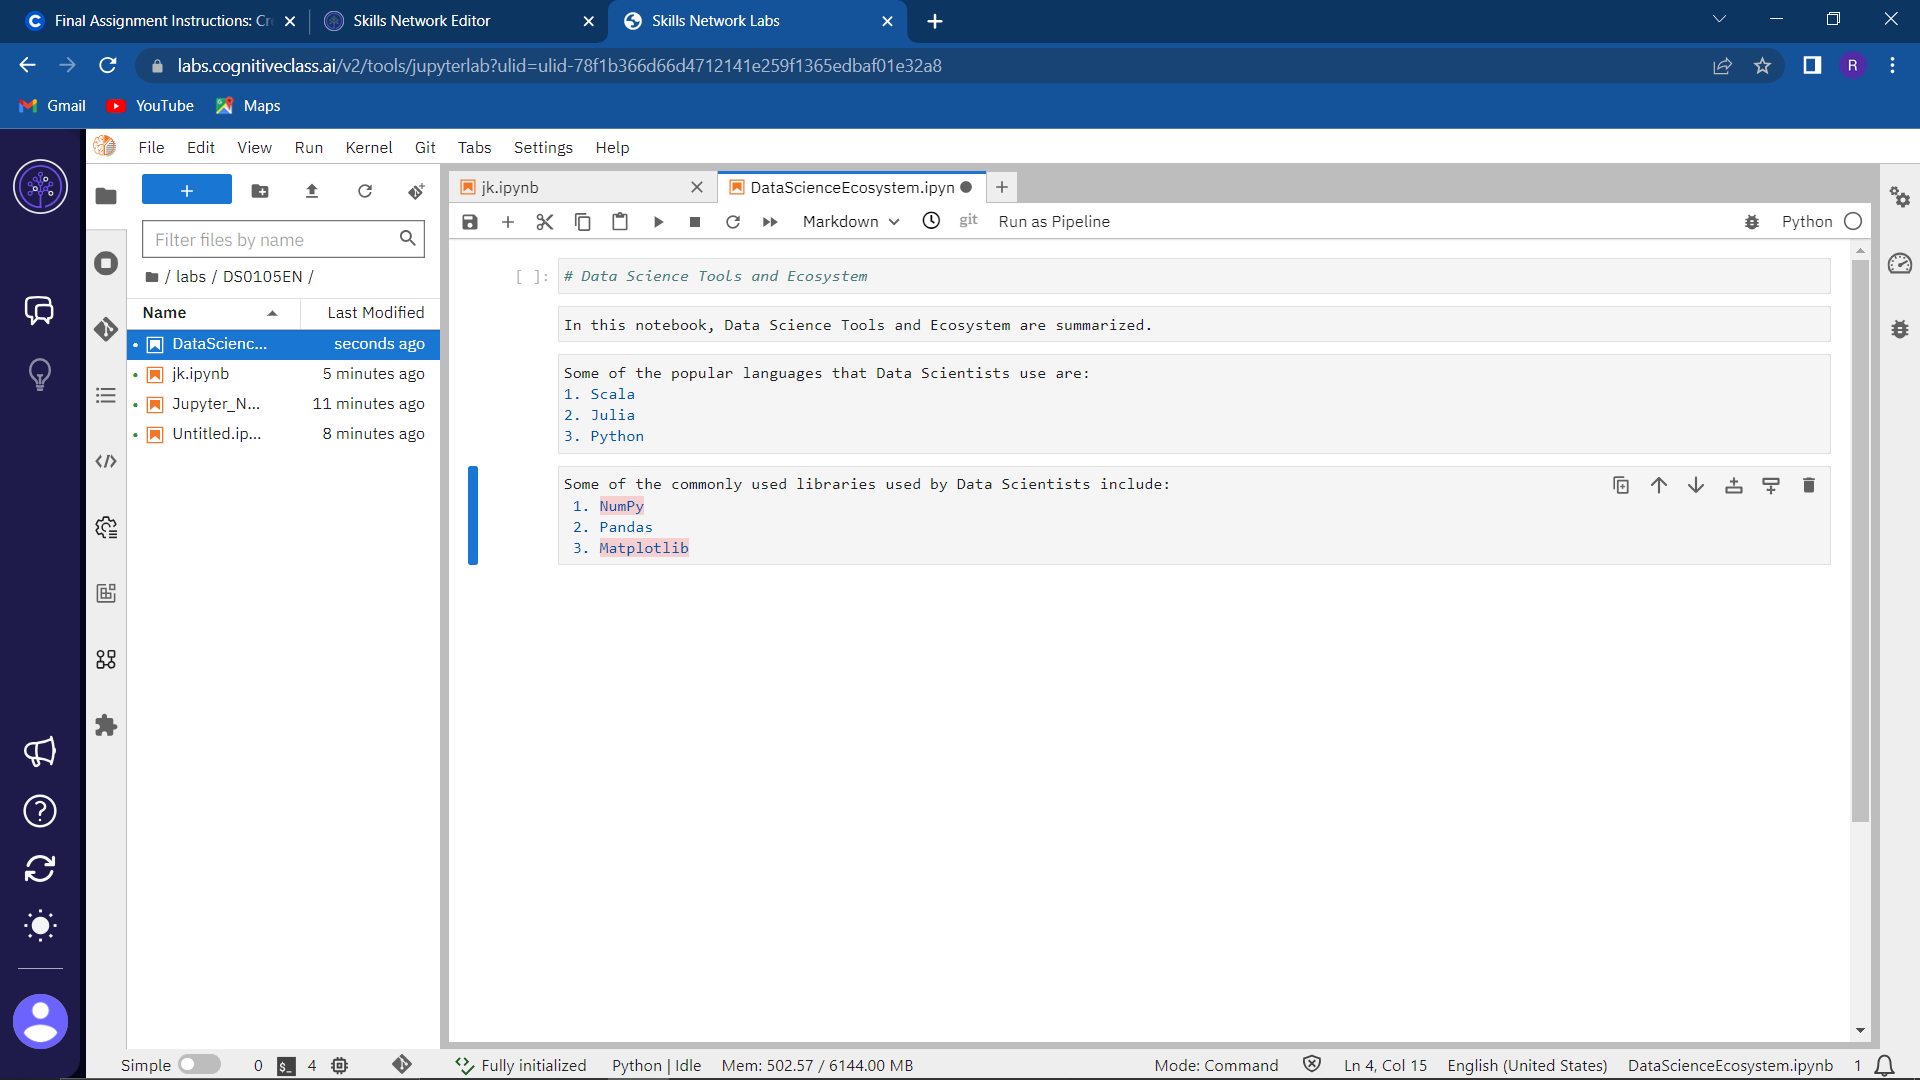 Final Assignment Instructions: Cr
Skills Network Editor
Skills Network Labs
labs.cognitiveclass.ai/v2/tools/jupyterlab?ulid=ulid-78f1b366d66d4712141e259f1365edbaf01e32a8
R
Gmail
YouTube
Maps
File
Edit
View
Run
Kernel
Git
Tabs
Settings
Help
jk.ipynb
DataScienceEcosystem.ipyn
Filter files by name
/ labs / DS0105EN /
Name
Last Modified
DataScienc...
seconds ago
jk.ipynb
5 minutes ago
Jupyter_N...
11 minutes ago
Untitled.ip...
8 minutes ago
Markdown
git
Run as Pipeline
Python
[ ]:
# Data Science Tools and Ecosystem
In this notebook, Data Science Tools and Ecosystem are summarized.
Some of the popular languages that Data Scientists use are:
1. Scala
2. Julia
3. Python
Some of the commonly used libraries used by Data Scientists include:
1. NumPy
2. Pandas
3. Matplotlib
Simple
0
4
Fully initialized
Python | Idle
Mem: 502.57 / 6144.00 MB
Mode: Command
Ln 4, Col 15
English (United States)
DataScienceEcosystem.ipynb
1